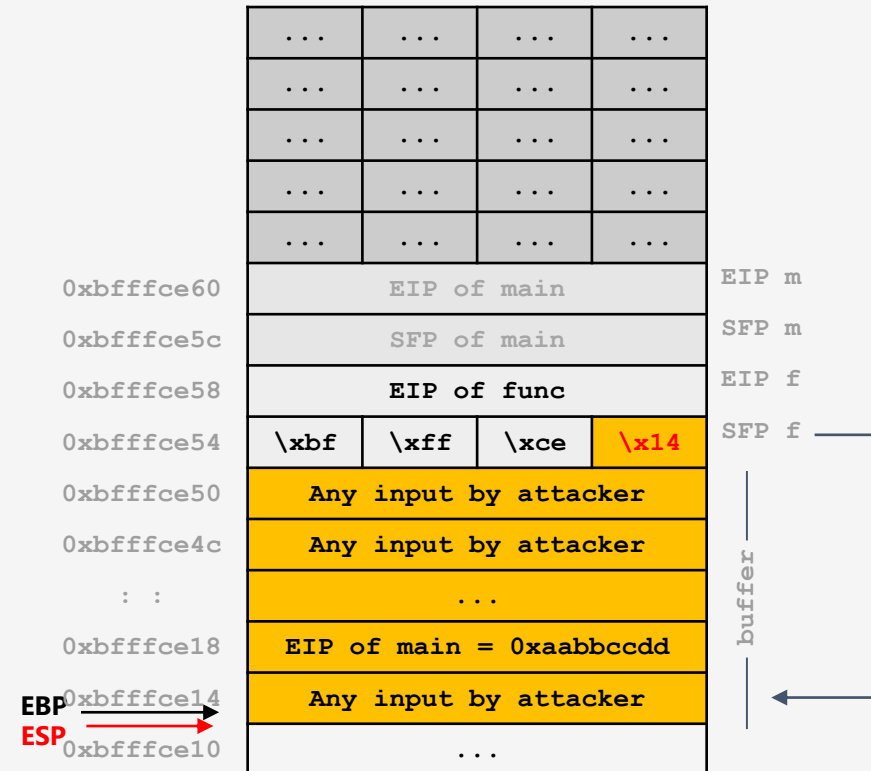 ... ... ... ...
... ... ... ...
... ... ... ...
... ... ... ...
... ... ... ...
0xbfffce60 EIP of main EIP m
0xbfffce5c SFP of main SFP m
0xbfffce58 EIP of func EIP f
0xbfffce54 \xbf \xff \xce \x14 SFP f
0xbfffce50 Any input by attacker
0xbfffce4c Any input by attacker
: : ...
buffer
0xbfffce18 EIP of main = 0xaabbccdd
EBP 0xbfffce14 Any input by attacker
ESP 0xbfffce10 ...